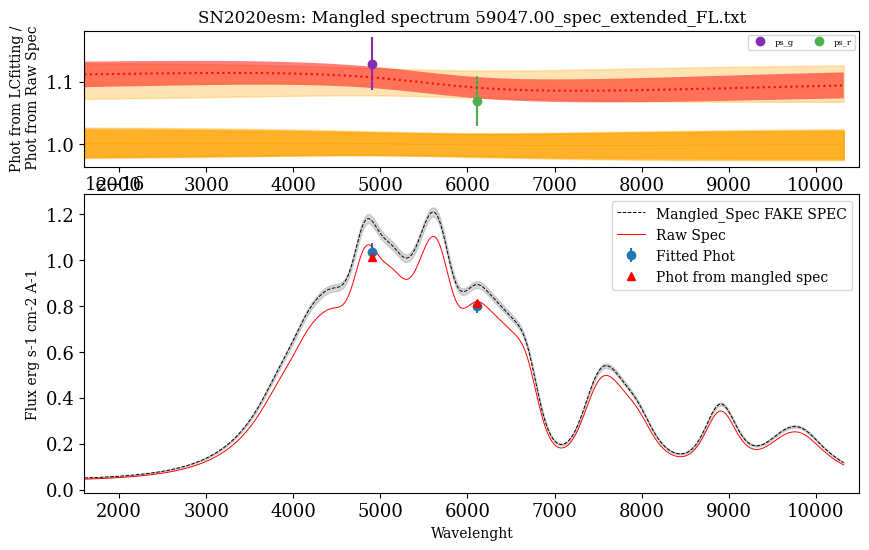 SN2020esm: Mangled spectrum 59047.00_spec_extended_FL.txt
Phot from LCfitting /
Phot from Raw Spec
1.1
1.0
ps_g
ps_r
2000 3000 4000 5000 6000 7000 8000 9000 10000
1e−16
Flux erg s-1 cm-2 A-1
1.2
1.0
0.8
0.6
0.4
0.2
0.0
Mangled_Spec FAKE SPEC
Raw Spec
Fitted Phot
Phot from mangled spec
2000 3000 4000 5000 6000 7000 8000 9000 10000
Wavelenght